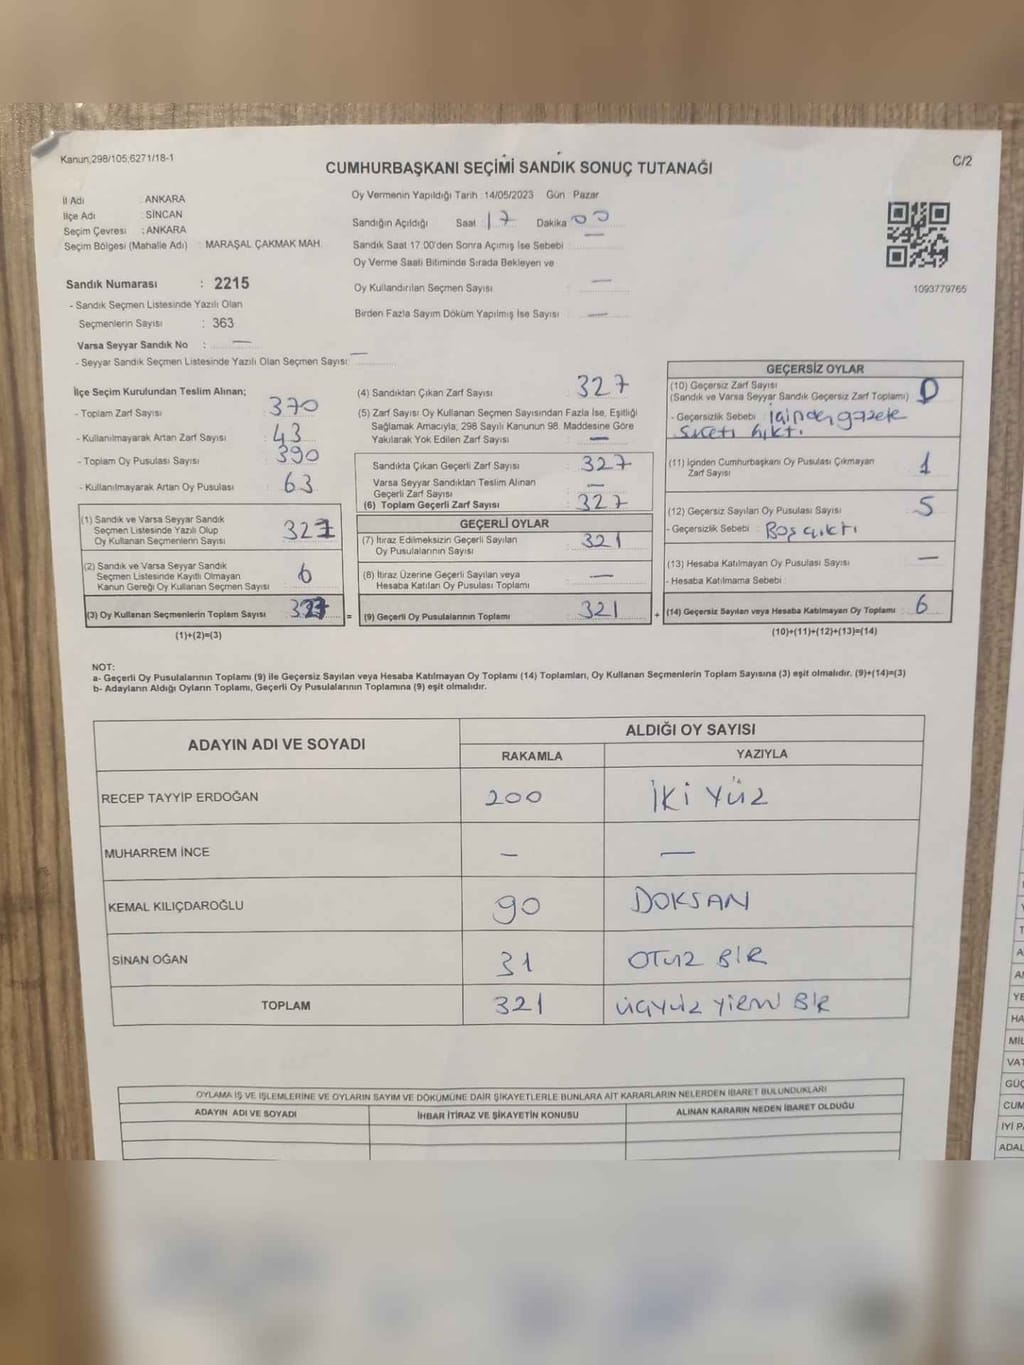 Kanun;298/105,6271/18-1
C/2
CUMHURBAŞKANI SEÇİMİ SANDIK SONUÇ TUTANAĞI
İl Adı : ANKARA
İlçe Adı : SİNCAN
Seçim Çevresi : ANKARA
Seçim Bölgesi (Mahalle Adı) : MARAŞAL ÇAKMAK MAH.
Oy Vermenin Yapıldığı Tarih 14/05/2023 Gün Pazar
Sandığın Açıldığı Saat 17 Dakika 00
Sandık Saat 17.00'den Sonra Açılmış İse Sebebi —
Oy Verme Saati Bitiminde Sırada Bekleyen ve
Oy Kullandırılan Seçmen Sayısı —
Birden Fazla Sayım Döküm Yapılmış İse Sayısı —
1093779765
Sandık Numarası : 2215
- Sandık Seçmen Listesinde Yazılı Olan
Seçmenlerin Sayısı : 363
Varsa Seyyar Sandık No : —
- Seyyar Sandık Seçmen Listesinde Yazılı Olan Seçmen Sayısı: —
İlçe Seçim Kurulundan Teslim Alınan;
- Toplam Zarf Sayısı 370
- Kullanılmayarak Artan Zarf Sayısı 43
- Toplam Oy Pusulası Sayısı 390
- Kullanılmayarak Artan Oy Pusulası 63
(1) Sandık ve Varsa Seyyar Sandık
Seçmen Listesinde Yazılı Olup
Oy Kullanan Seçmenlerin Sayısı 327
(2) Sandık ve Varsa Seyyar Sandık
Seçmen Listesinde Kayıtlı Olmayan
Kanun Gereği Oy Kullanan Seçmen Sayısı 6
(3) Oy Kullanan Seçmenlerin Toplam Sayısı 327 =
(1)+(2)=(3)
(4) Sandıktan Çıkan Zarf Sayısı 327
(5) Zarf Sayısı Oy Kullanan Seçmen Sayısından Fazla İse, Eşitliği
Sağlamak Amacıyla; 298 Sayılı Kanunun 98. Maddesine Göre
Yakılarak Yok Edilen Zarf Sayısı —
Sandıkta Çıkan Geçerli Zarf Sayısı 327
Varsa Seyyar Sandıktan Teslim Alınan
Geçerli Zarf Sayısı —
(6) Toplam Geçerli Zarf Sayısı 327
GEÇERLİ OYLAR
(7) İtiraz Edilmeksizin Geçerli Sayılan
Oy Pusulalarının Sayısı 321
(8) İtiraz Üzerine Geçerli Sayılan veya
Hesaba Katılan Oy Pusulası Toplamı —
(9) Geçerli Oy Pusulalarının Toplamı 321 +
GEÇERSİZ OYLAR
(10) Geçersiz Zarf Sayısı
(Sandık ve Varsa Seyyar Sandık Geçersiz Zarf Toplamı) 0
- Geçersizlik Sebebi : İçinden gazete
çıktı.
(11) İçinden Cumhurbaşkanı Oy Pusulası Çıkmayan
Zarf Sayısı 1
(12) Geçersiz Sayılan Oy Pusulası Sayısı 5
- Geçersizlik Sebebi : Boş çıktı
(13) Hesaba Katılmayan Oy Pusulası Sayısı —
- Hesaba Katılmama Sebebi :
(14) Geçersiz Sayılan veya Hesaba Katılmayan Oy Toplamı 6
(10)+(11)+(12)+(13)=(14)
NOT:
a- Geçerli Oy Pusulalarının Toplamı (9) ile Geçersiz Sayılan veya Hesaba Katılmayan Oy Toplamı (14) Toplamları, Oy Kullanan Seçmenlerin Toplam Sayısına (3) eşit olmalıdır. (9)+(14)=(3)
b- Adayların Aldığı Oyların Toplamı, Geçerli Oy Pusulalarının Toplamına (9) eşit olmalıdır.
ADAYIN ADI VE SOYADI
ALDIĞI OY SAYISI
RAKAMLA YAZIYLA
RECEP TAYYİP ERDOĞAN 200 İKİ YÜZ
MUHARREM İNCE — —
KEMAL KILIÇDAROĞLU 90 DOKSAN
SİNAN OĞAN 31 OTUZ BİR
TOPLAM 321 ÜÇYÜZ YİRMİ BİR
OYLAMA İŞ VE İŞLEMLERİNE VE OYLARIN SAYIM VE DÖKÜMÜNE DAİR ŞİKAYETLERLE BUNLARA AİT KARARLARIN NELERDEN İBARET BULUNDUKLARI
ADAYIN ADI VE SOYADI İHBAR İTİRAZ VE ŞİKAYETİN KONUSU ALINAN KARARIN NEDEN İBARET OLDUĞU
YE
HA
MİL
VAT
GÜÇ
CUM
İYİ P
ADAL